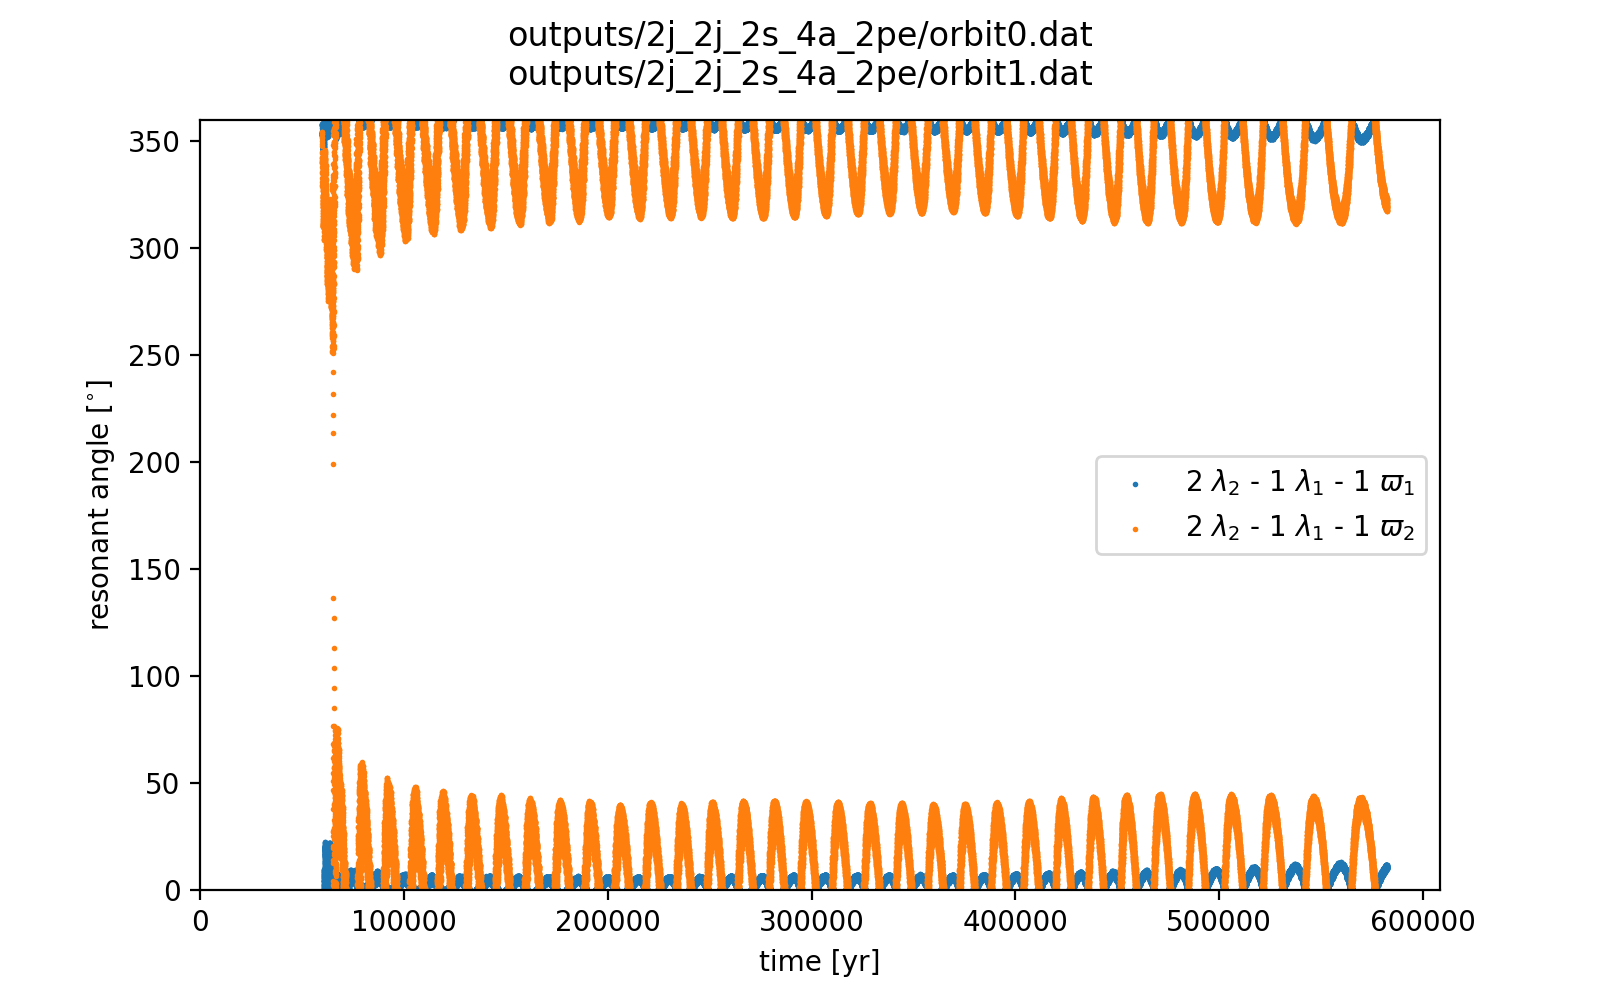 outputs/2j_2j_2s_4a_2pe/orbit0.dat
outputs/2j_2j_2s_4a_2pe/orbit1.dat
resonant angle [°]
350
300
250
200
150
100
50
0
2 λ₂ - 1 λ₁ - 1 ϖ₁
2 λ₂ - 1 λ₁ - 1 ϖ₂
0 100000 200000 300000 400000 500000 600000
time [yr]